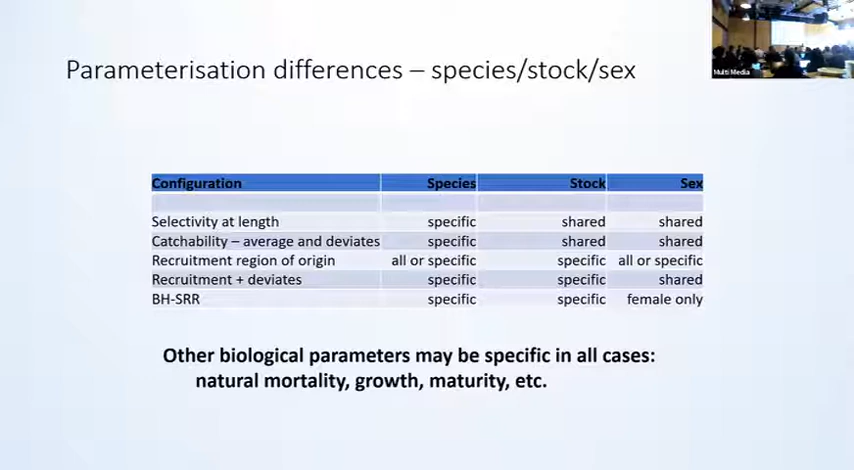 Multi Media
Parameterisation differences – species/stock/sex
Configuration Species Stock Sex
Selectivity at length specific shared shared
Catchability – average and deviates specific shared shared
Recruitment region of origin all or specific specific all or specific
Recruitment + deviates specific specific shared
BH-SRR specific specific female only
Other biological parameters may be specific in all cases:
natural mortality, growth, maturity, etc.